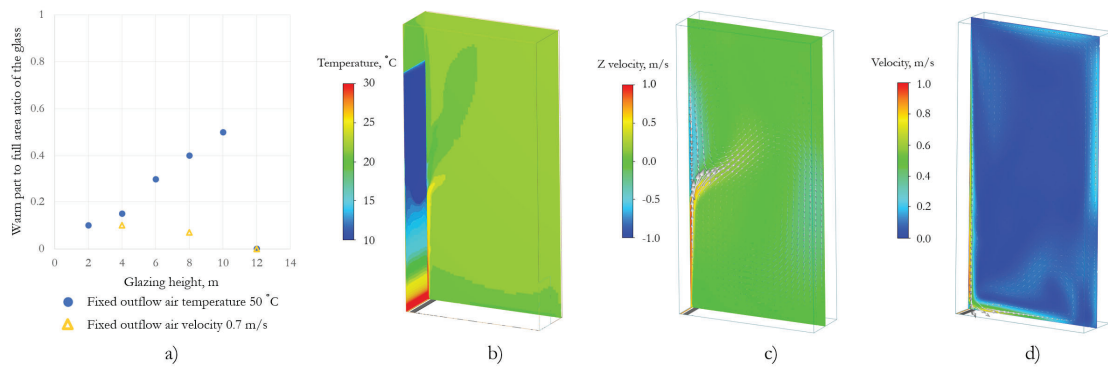 Warm part to full area ratio of the glass
1
0.8
0.6
0.4
0.2
0
0 2 4 6 8 10 12 14
Glazing height, m
Fixed outflow air temperature 50 °C
Fixed outflow air velocity 0.7 m/s
a)
Temperature, °C
30
25
20
15
10
b)
Z velocity, m/s
1.0
0.5
0.0
-0.5
-1.0
c)
Velocity, m/s
1.0
0.8
0.6
0.4
0.2
0.0
d)